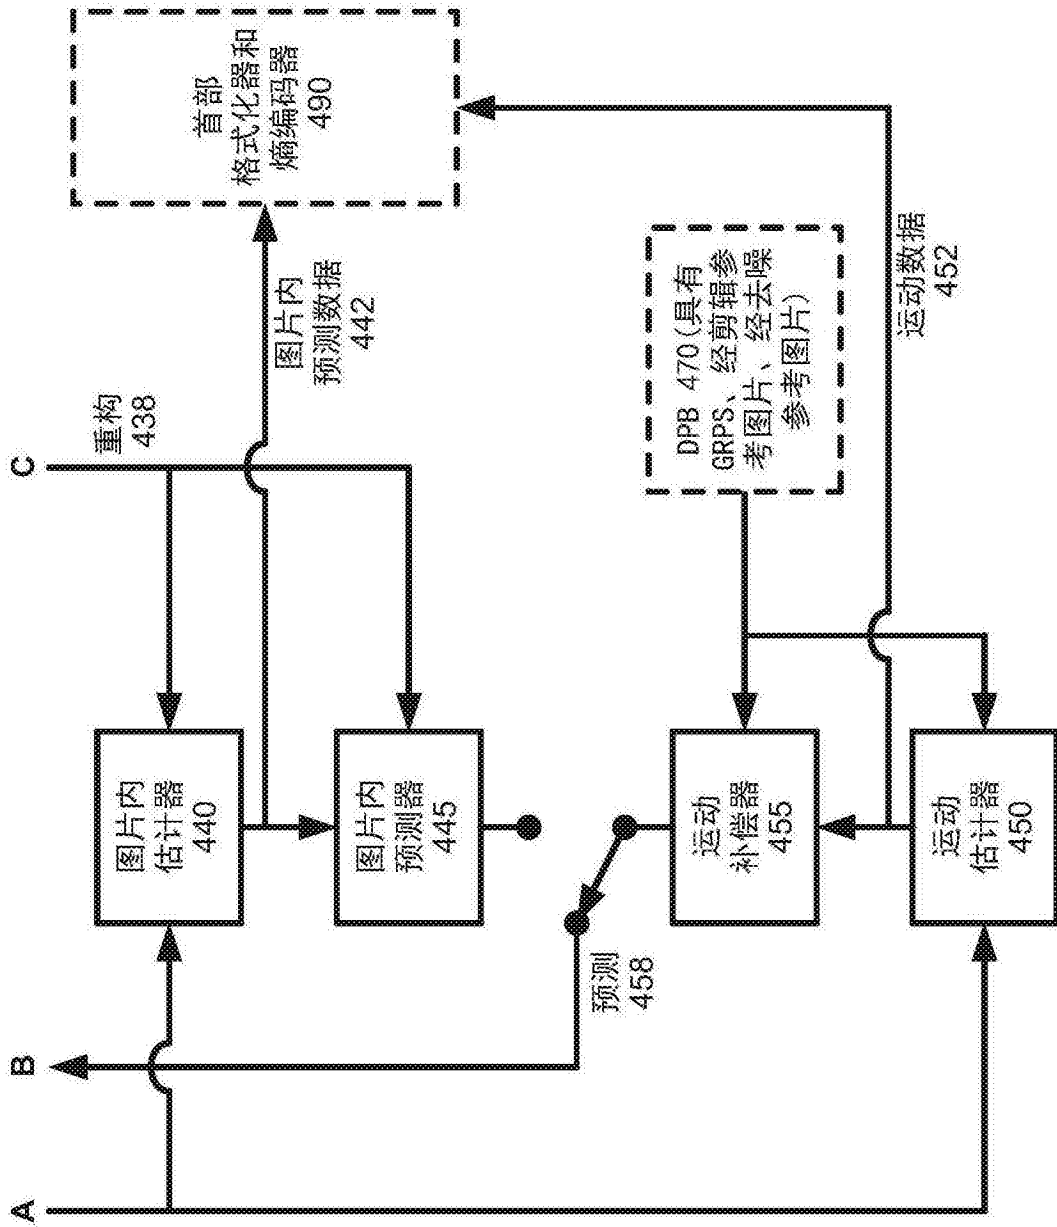 A
B
C
重构
438
图片内
估计器
440
图片内
预测器
445
图片内
预测数据
442
首部
格式化器和
熵编码器
490
预测
458
运动
补偿器
455
运动
估计器
450
DPB 470(具有
GRPS、经剪辑参
考图片、经去噪
参考图片)
运动数据
452